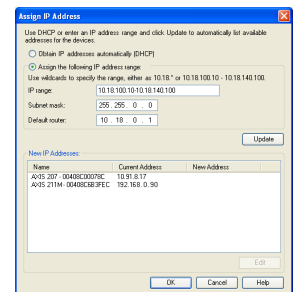 Assign IP Address
Use DHCP or enter an IP address range and click Update to automatically list available
addresses for the devices.
Obtain IP addresses automatically (DHCP)
Assign the following IP address range:
Use wildcards to specify the range, either as 10.18.* or 10.18.100.10 - 10.18.140.100.
IP range: 10.18.100.10-10.18.140.100
Subnet mask: 255.255. 0 . 0
Default router: 10 . 18 . 0 . 1
Update
New IP Addresses:
Name Current Address New Address
AXIS 207 - 00408C00078C 10.91.8.17
AXIS 211M - 00408C6B3FEC 192.168.0.90
Edit
OK Cancel Help